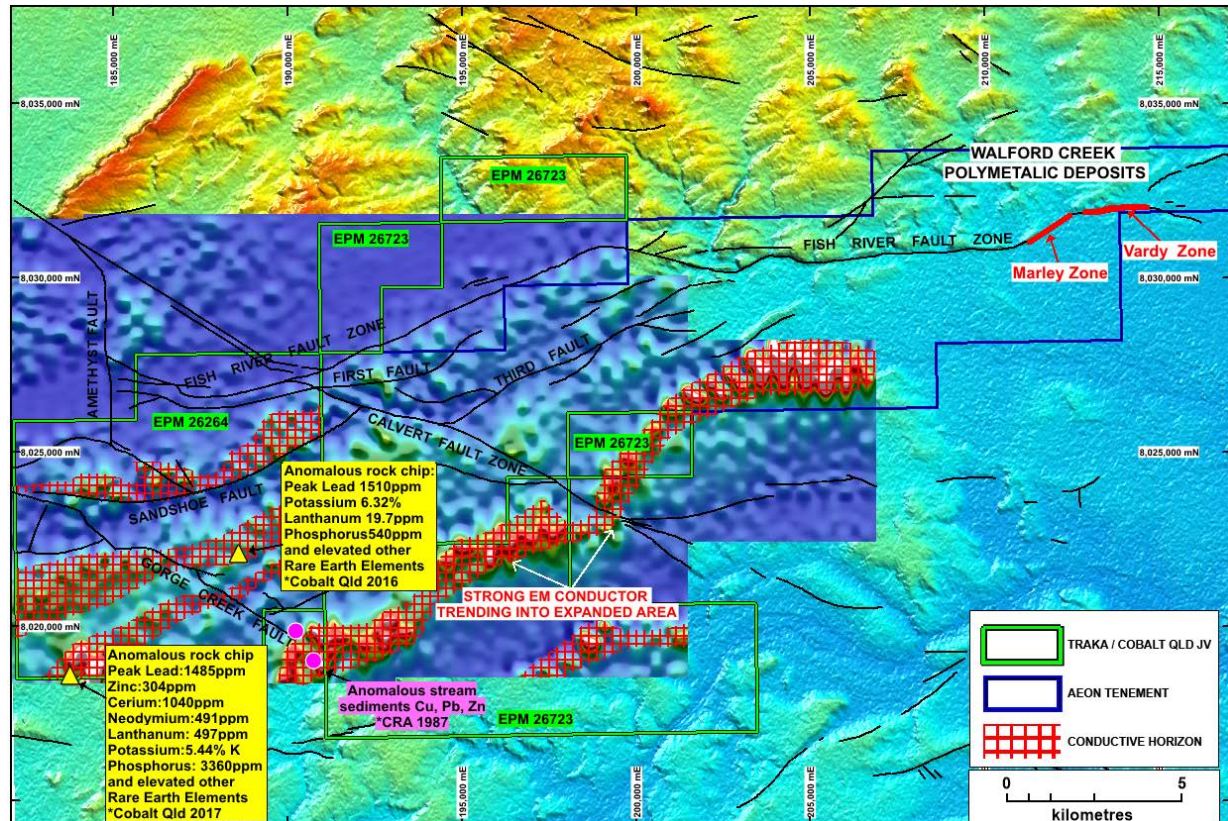 185,000 mE
190,000 mE
195,000 mE
200,000 mE
205,000 mE
210,000 mE
215,000 mE
8,035,000 mN
8,035,000 mN
WALFORD CREEK
POLYMETALIC DEPOSITS
EPM 26723
EPM 26723
FISH RIVER FAULT ZONE
Vardy Zone
Marley Zone
8,030,000 mN
8,030,000 mN
AMETHYST FAULT
FISH RIVER FAULT ZONE
FIRST FAULT
THIRD FAULT
EPM 26264
CALVERT FAULT ZONE
EPM 26723
8,025,000 mN
8,025,000 mN
SANDSHOE FAULT
Anomalous rock chip:
Peak Lead 1510ppm
Potassium 6.32%
Lanthanum 19.7ppm
Phosphorus540ppm
and elevated other
Rare Earth Elements
*Cobalt Qld 2016
GORGE CREEK FAULT
STRONG EM CONDUCTOR
TRENDING INTO EXPANDED AREA
8,020,000 mN
8,020,000 mN
Anomalous rock chip
Peak Lead:1485ppm
Zinc:304ppm
Cerium:1040ppm
Neodymium:491ppm
Lanthanum :497ppm
Potassium:5.44% K
Phosphorus: 3360ppm
and elevated other
Rare Earth Elements
*Cobalt Qld 2017
Anomalous stream
sediments Cu, Pb, Zn
*CRA 1987
EPM 26723
195,000 mE
200,000 mE
205,000 mE
TRAKA / COBALT QLD JV
AEON TENEMENT
CONDUCTIVE HORIZON
0
5
kilometres